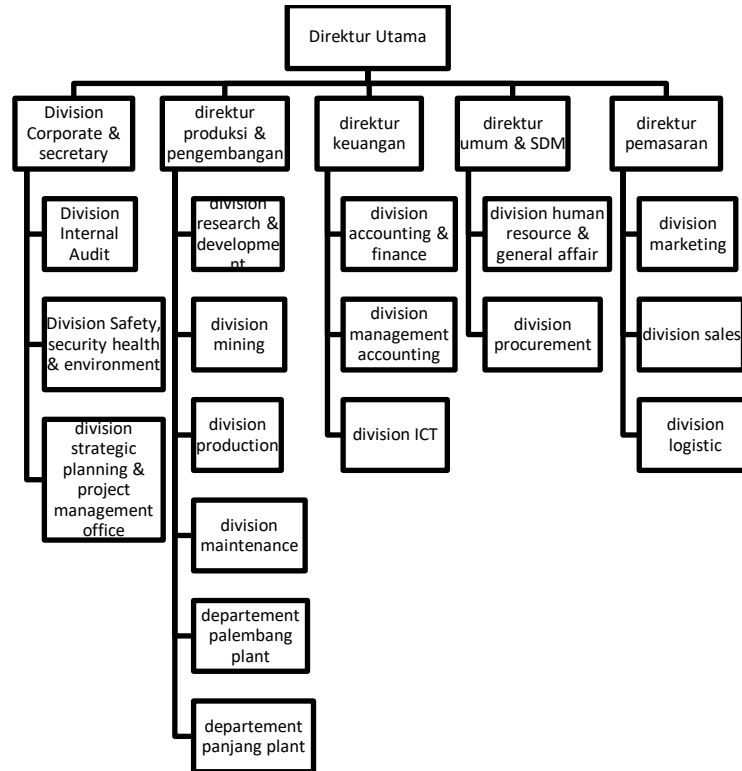 Direktur Utama
Division
Corporate &
secretary
direktur
produksi &
pengembangan
direktur
keuangan
direktur
umum & SDM
direktur
pemasaran
Division
Internal
Audit
Division Safety,
security health
& environment
division
strategic
planning &
project
management
office
division
research &
developme
nt
division
mining
division
production
division
maintenance
departement
palembang
plant
departement
panjang plant
division
accounting &
finance
division
management
accounting
division ICT
division human
resource &
general affair
division
procurement
division
marketing
division sales
division
logistic